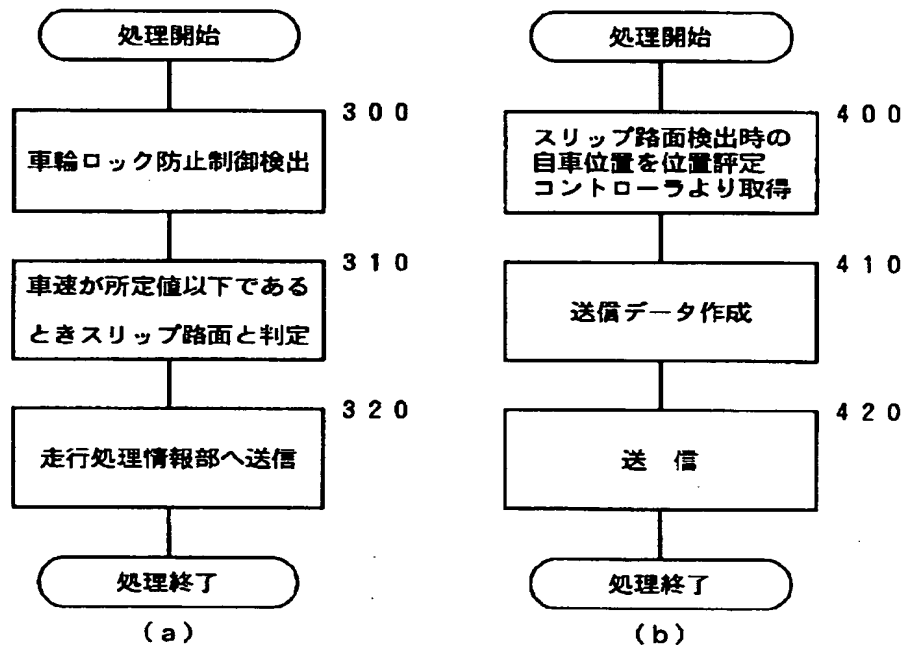 処理開始
300
車輪ロック防止制御検出
310
車速が所定値以下である
ときスリップ路面と判定
320
走行処理情報部へ送信
処理終了
(a)
処理開始
400
スリップ路面検出時の
自車位置を位置評定
コントローラより取得
410
送信データ作成
420
送 信
処理終了
(b)